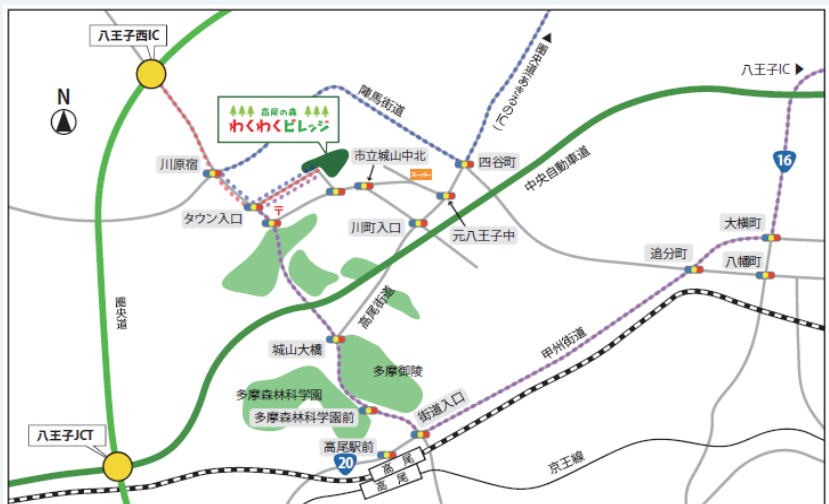 八王子西IC
八王子IC ▶
圏央道(あきる野IC) ▲
N
陣馬街道
高尾の森
わくわくビレッジ
市立城山中北
スーパー
四谷町
中央自動車道
16
川原宿
タウン入口
〒
川町入口
元八王子中
大横町
追分町
八幡町
圏央道
高尾街道
城山大橋
甲州街道
多摩御陵
多摩森林科学園
多摩森林科学園前
街道入口
八王子JCT
高尾駅前
20
高尾
高尾
京王線